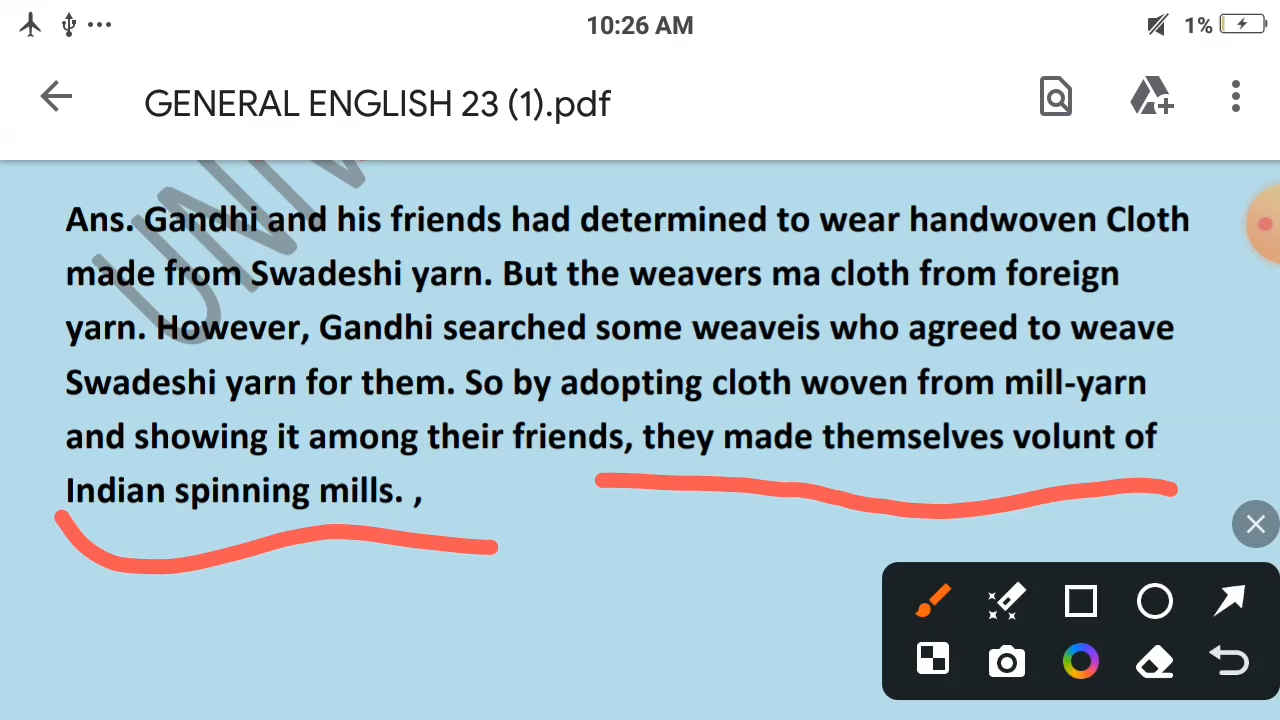 10:26 AM
1%
GENERAL ENGLISH 23 (1).pdf
UNIV
Ans. Gandhi and his friends had determined to wear handwoven Cloth
made from Swadeshi yarn. But the weavers ma cloth from foreign
yarn. However, Gandhi searched some weaveis who agreed to weave
Swadeshi yarn for them. So by adopting cloth woven from mill-yarn
and showing it among their friends, they made themselves volunt of
Indian spinning mills. ,